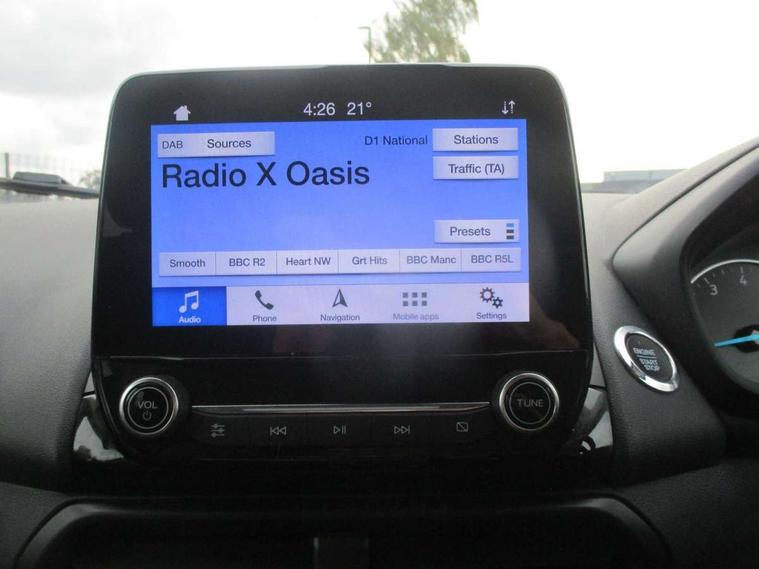 4:26 21°
DAB Sources D1 National Stations
Radio X Oasis
Traffic (TA)
Presets
Smooth BBC R2 Heart NW Grt Hits BBC Manc BBC R5L
Audio Phone Navigation Mobile apps Settings
VOL
TUNE
ENGINE
START
STOP
3 4